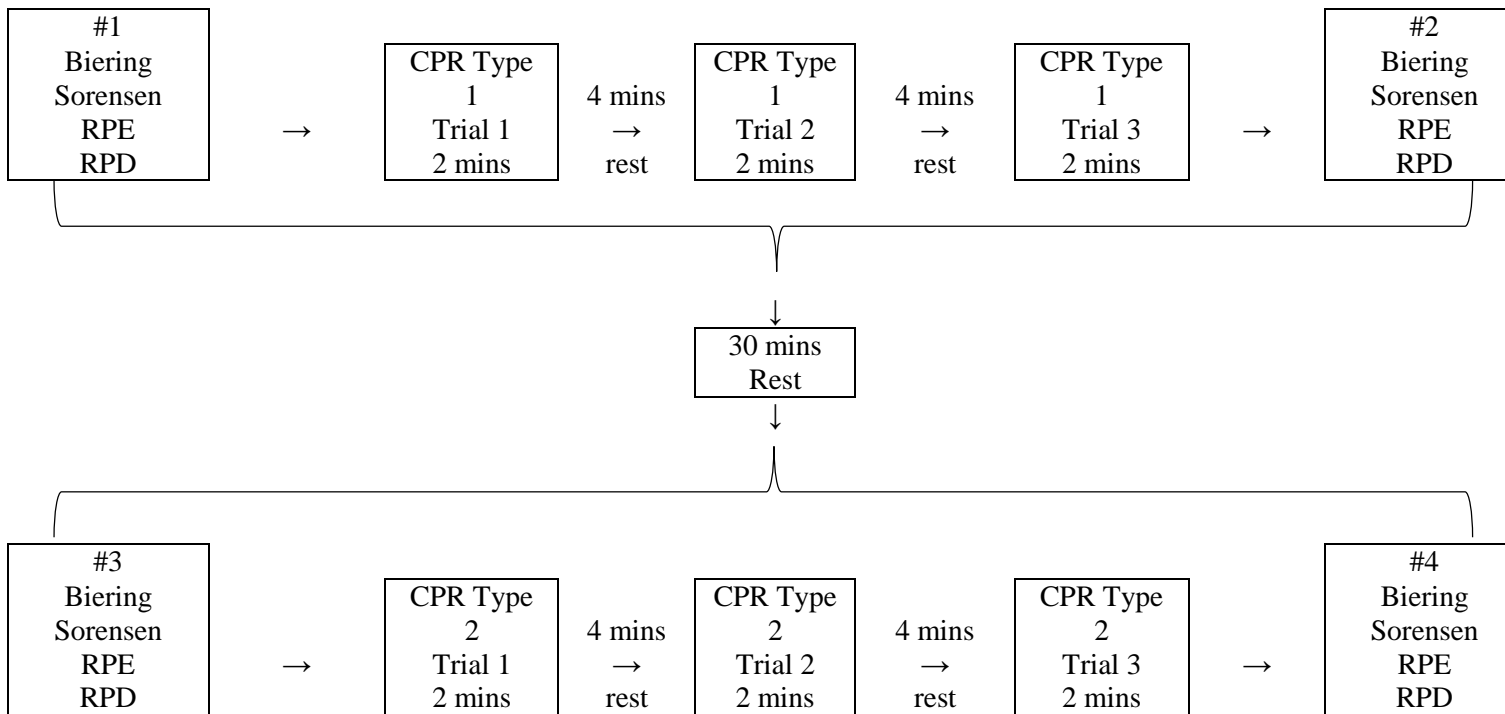 #1
Biering
Sorensen
RPE
RPD
→
CPR Type
1
Trial 1
2 mins
4 mins
→
rest
CPR Type
1
Trial 2
2 mins
4 mins
→
rest
CPR Type
1
Trial 3
2 mins
→
#2
Biering
Sorensen
RPE
RPD
↓
30 mins
Rest
↓
#3
Biering
Sorensen
RPE
RPD
→
CPR Type
2
Trial 1
2 mins
4 mins
→
rest
CPR Type
2
Trial 2
2 mins
4 mins
→
rest
CPR Type
2
Trial 3
2 mins
→
#4
Biering
Sorensen
RPE
RPD